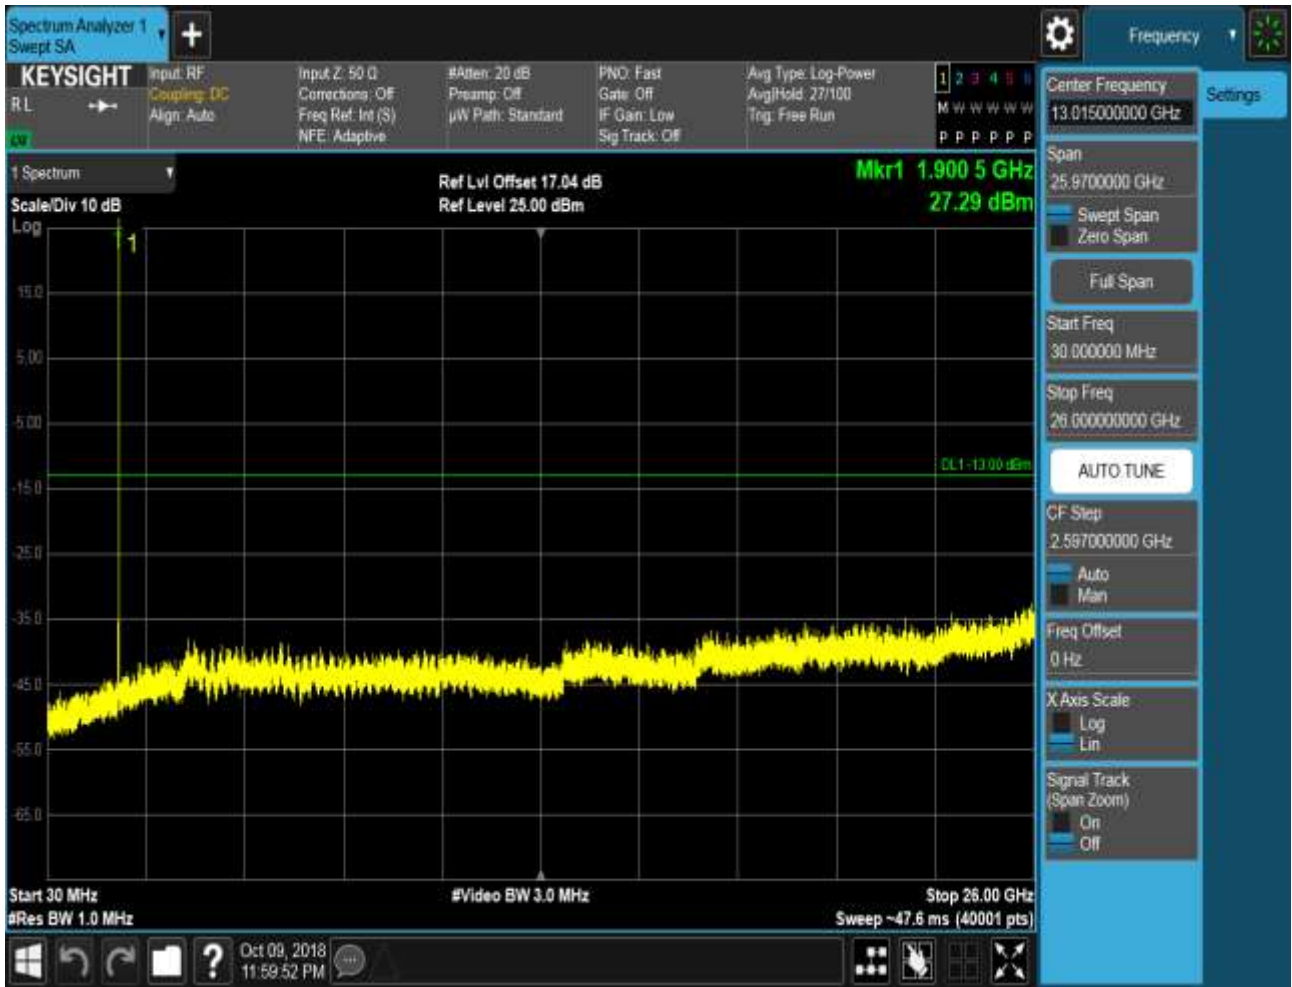 Spectrum Analyzer 1
Swept SA
+
Frequency
KEYSIGHT
RL
Input: RF
Coupling: DC
Align: Auto
Input Z: 50 Ω
Corrections: Off
Freq Ref: Int (S)
NFE: Adaptive
#Atten: 20 dB
Preamp: Off
µW Path: Standard
PNO: Fast
Gate: Off
IF Gain: Low
Sig Track: Off
Avg Type: Log-Power
Avg|Hold: 27/100
Trig: Free Run
1 2 3 4 5 6
M W W W W W
P P P P P P
1 Spectrum
Scale/Div 10 dB
Log
Ref Lvl Offset 17.04 dB
Ref Level 25.00 dBm
Mkr1 1.900 5 GHz
27.29 dBm
1
15.0
5.00
-5.00
-15.0
-25.0
-35.0
-45.0
-55.0
-65.0
DL1 -13.00 dBm
Start 30 MHz
#Res BW 1.0 MHz
#Video BW 3.0 MHz
Stop 26.00 GHz
Sweep ~47.6 ms (40001 pts)
Center Frequency
13.015000000 GHz
Settings
Span
25.9700000 GHz
Swept Span
Zero Span
Full Span
Start Freq
30.000000 MHz
Stop Freq
26.000000000 GHz
AUTO TUNE
CF Step
2.597000000 GHz
Auto
Man
Freq Offset
0 Hz
X Axis Scale
Log
Lin
Signal Track
(Span Zoom)
On
Off
?
Oct 09, 2018
11:59:52 PM